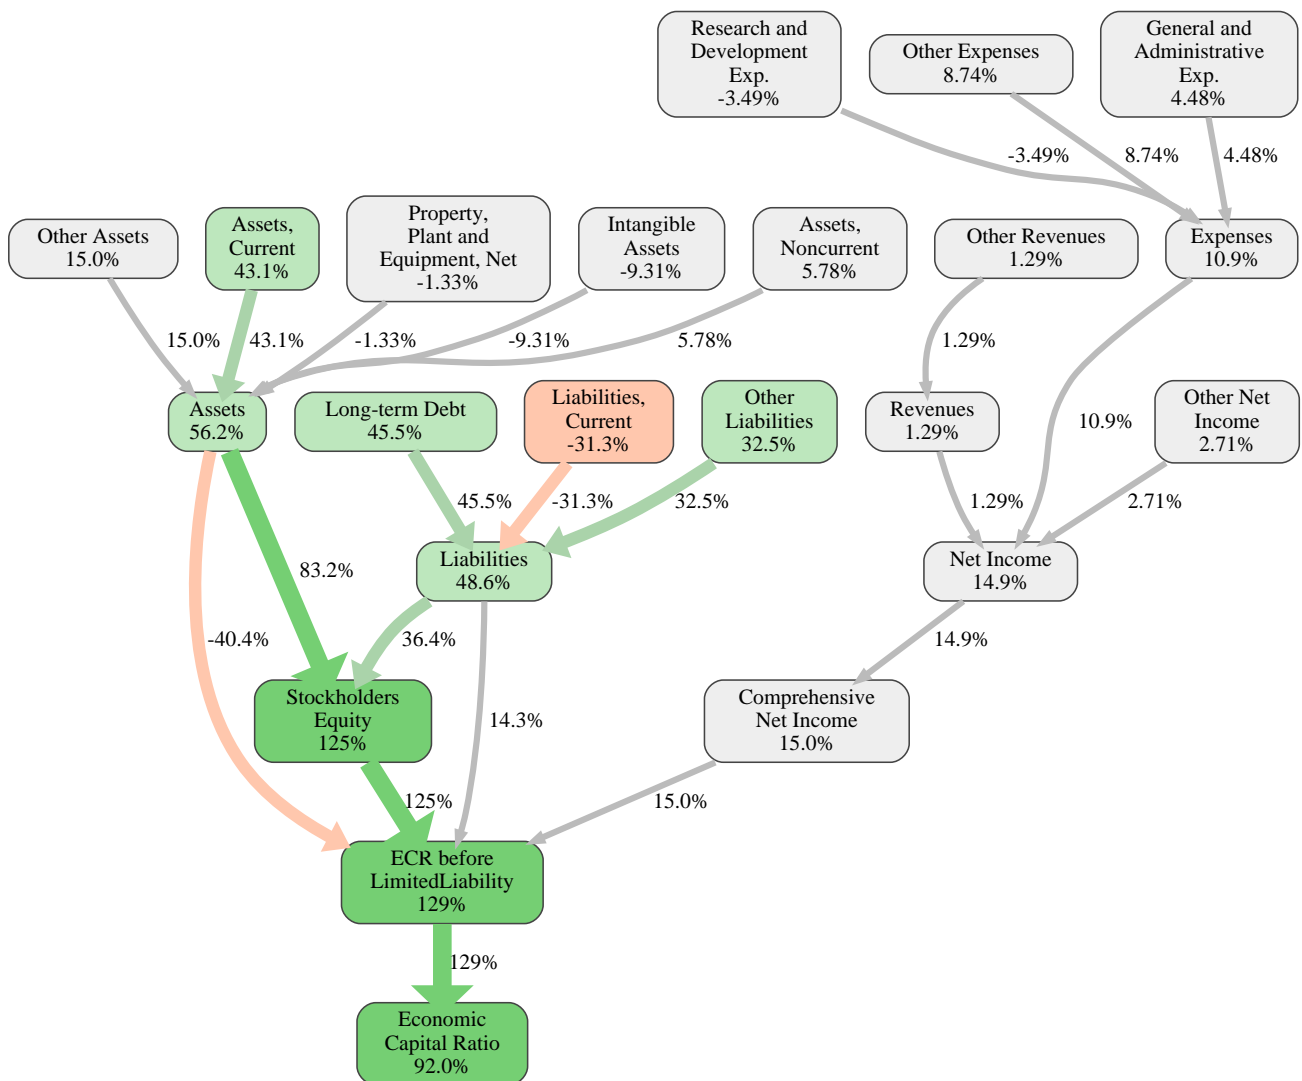 Research and
Development
Exp.
-3.49%
Other Expenses
8.74%
General and
Administrative
Exp.
4.48%
-3.49%
8.74%
4.48%
Other Assets
15.0%
Assets,
Current
43.1%
Property,
Plant and
Equipment, Net
-1.33%
Intangible
Assets
-9.31%
Assets,
Noncurrent
5.78%
Other Revenues
1.29%
Expenses
10.9%
15.0%
43.1%
-1.33%
-9.31%
5.78%
1.29%
10.9%
Assets
56.2%
Long-term Debt
45.5%
Liabilities,
Current
-31.3%
Other
Liabilities
32.5%
Revenues
1.29%
Other Net
Income
2.71%
45.5%
-31.3%
32.5%
1.29%
2.71%
83.2%
Liabilities
48.6%
Net Income
14.9%
-40.4%
36.4%
14.9%
Stockholders
Equity
125%
14.3%
Comprehensive
Net Income
15.0%
125%
15.0%
ECR before
LimitedLiability
129%
129%
Economic
Capital Ratio
92.0%